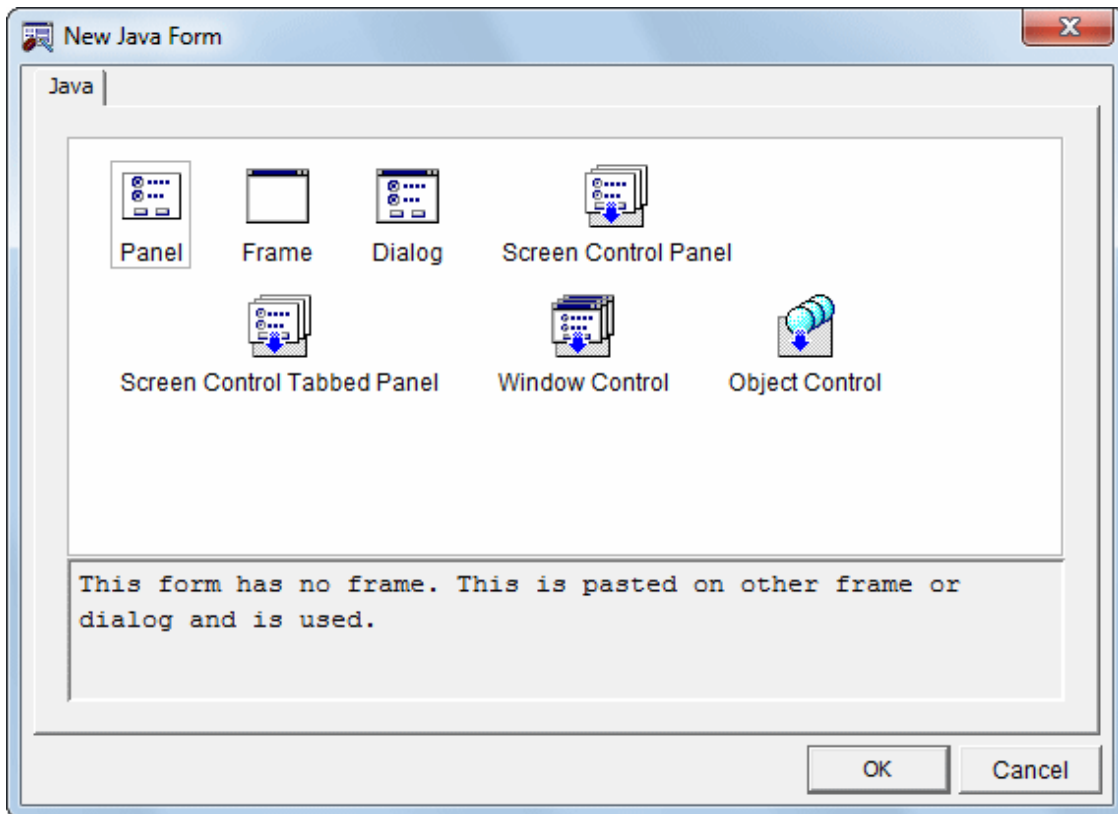 New Java Form
Java
Panel Frame Dialog Screen Control Panel
Screen Control Tabbed Panel Window Control Object Control
This form has no frame. This is pasted on other frame or
dialog and is used.
OK Cancel